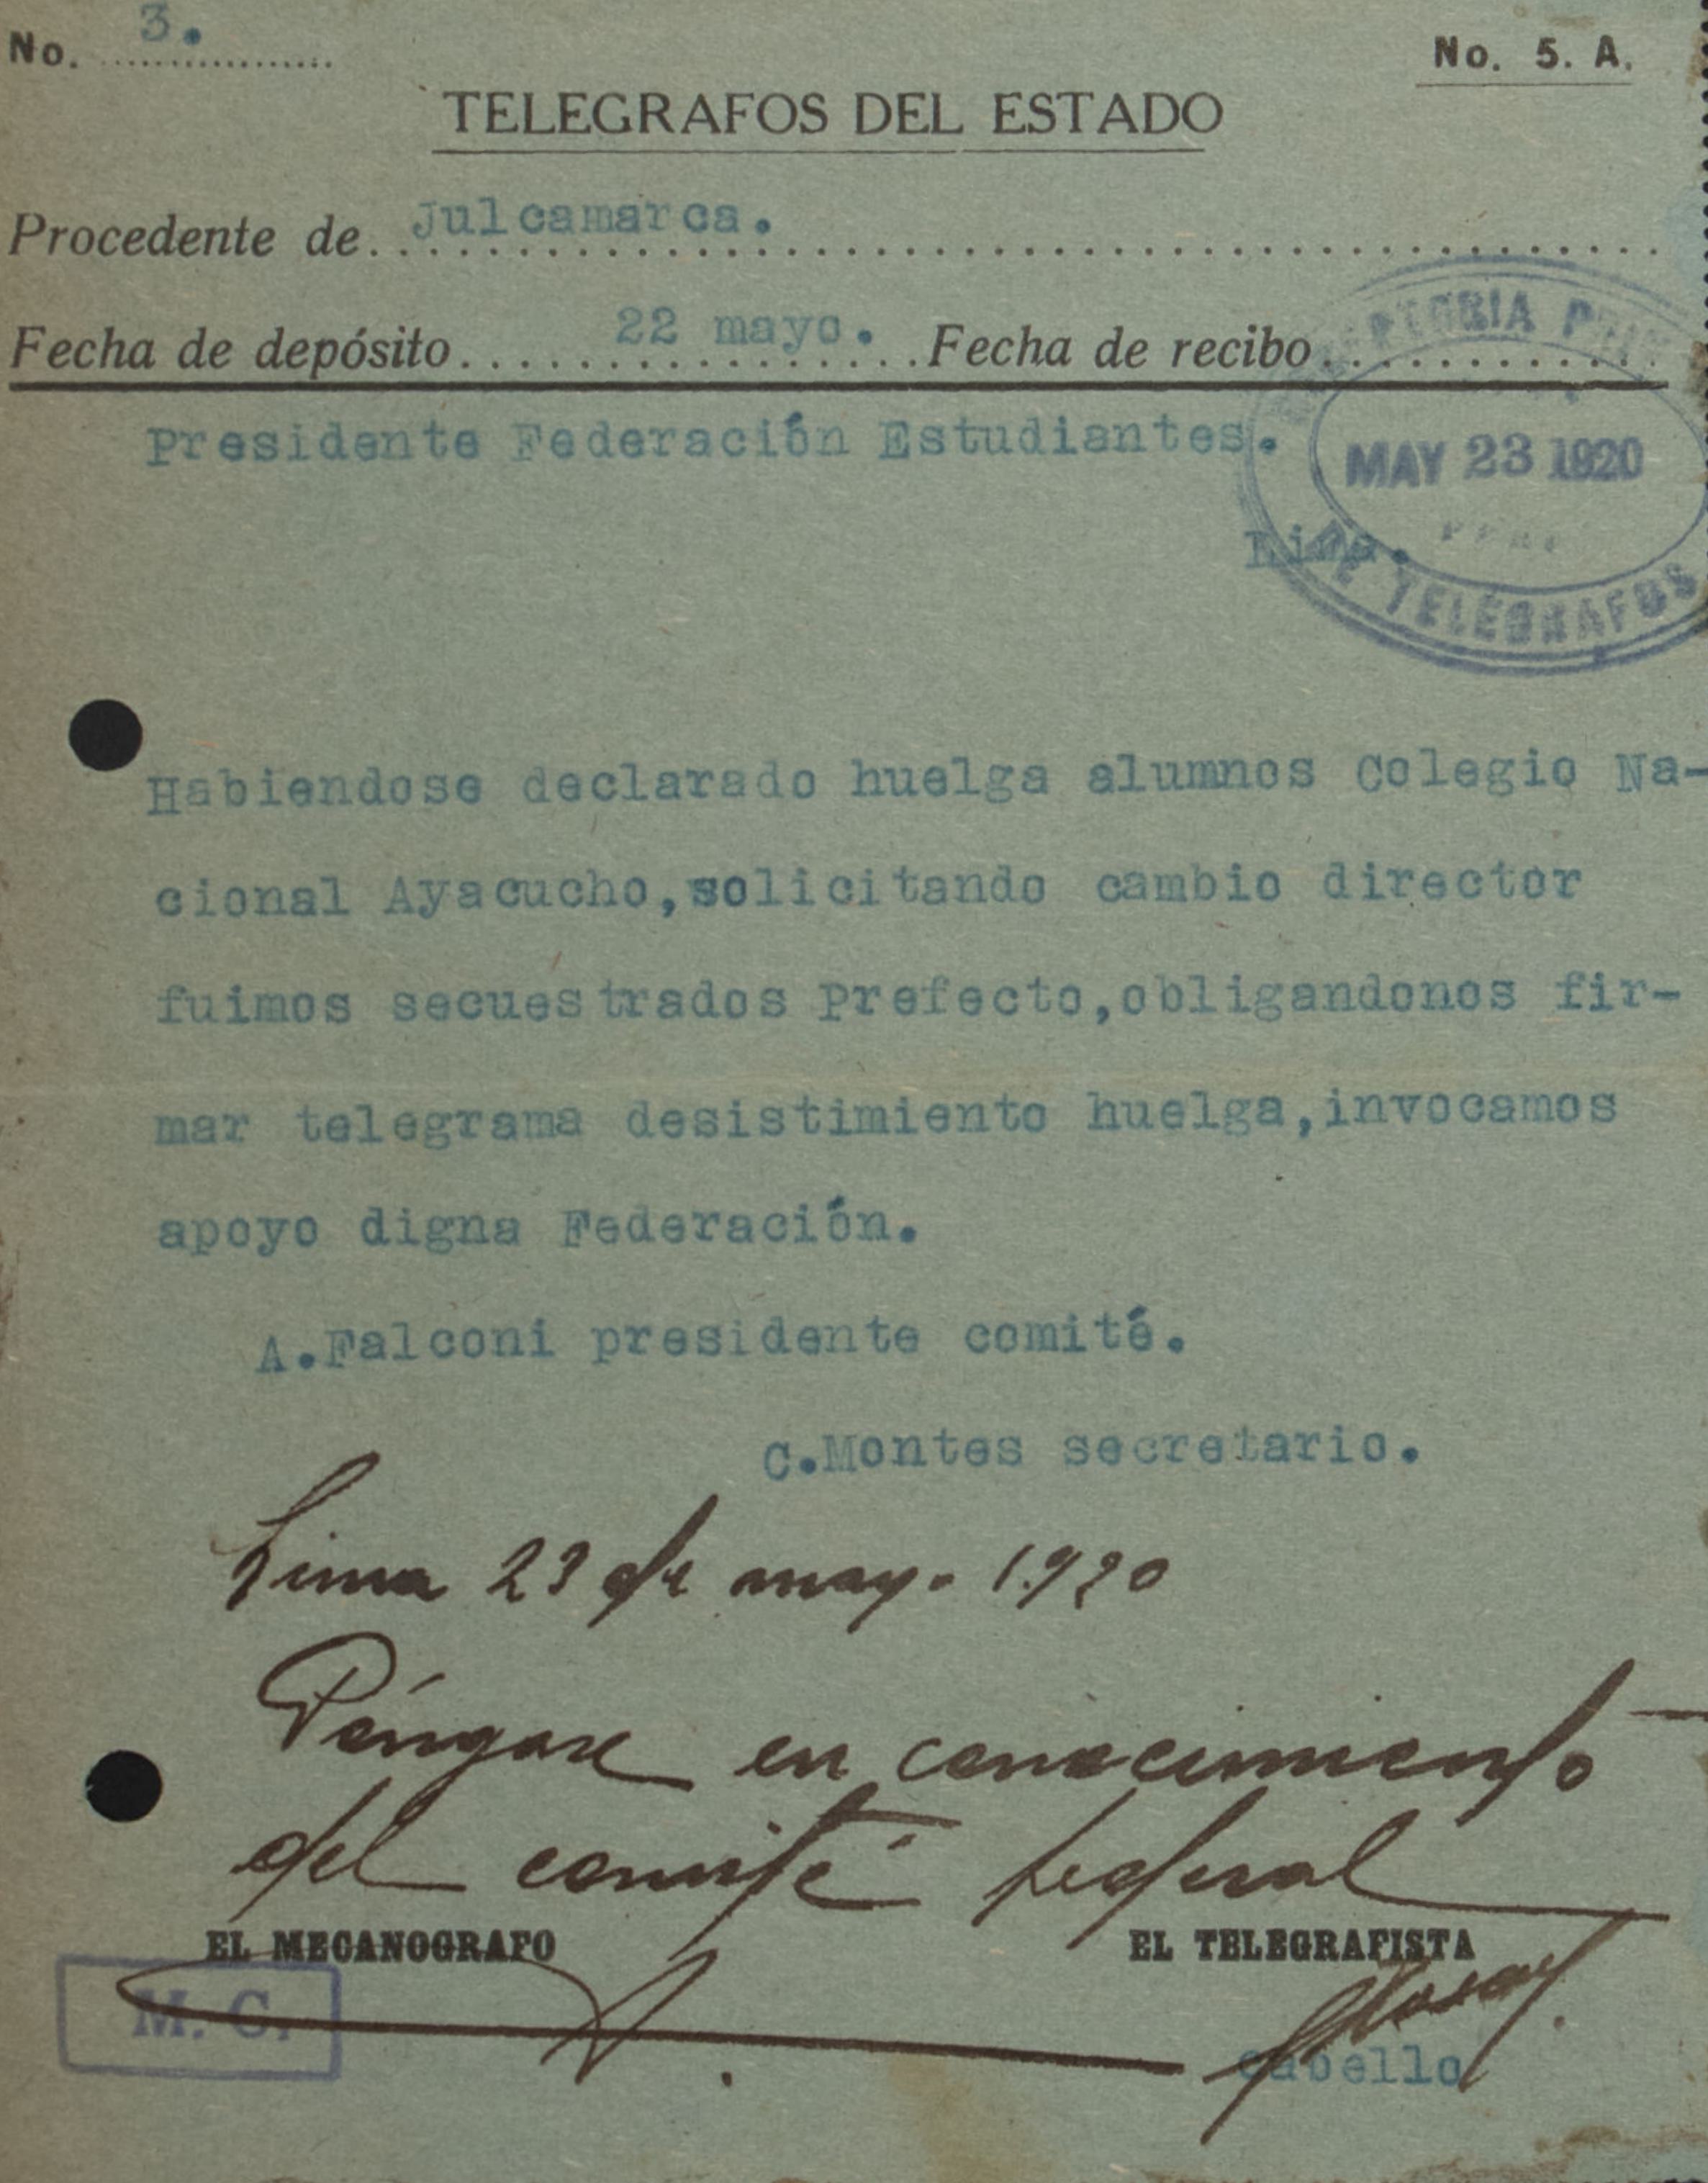 No. 3.
No. 5. A.
TELEGRAFOS DEL ESTADO
Procedente de Julcamarca.
Fecha de depósito 22 mayo. Fecha de recibo
MAY 23 1920
DE TELEGRAFOS
Presidente Federación Estudiantes.
Lima.
Habiendose declarado huelga alumnos Colegio Na-
cional Ayacucho,solicitando cambio director
fuimos secuestrados Prefecto,obligandonos fir-
mar telegrama desistimiento huelga,invocamos
apoyo digna Federación.
A.Falconi presidente comité.
C.Montes secretario.
Lima 23 de mayo 1920
Póngase en conocimiento
del comité federal
EL MECANOGRAFO
EL TELEGRAFISTA
M. C.
Cabello